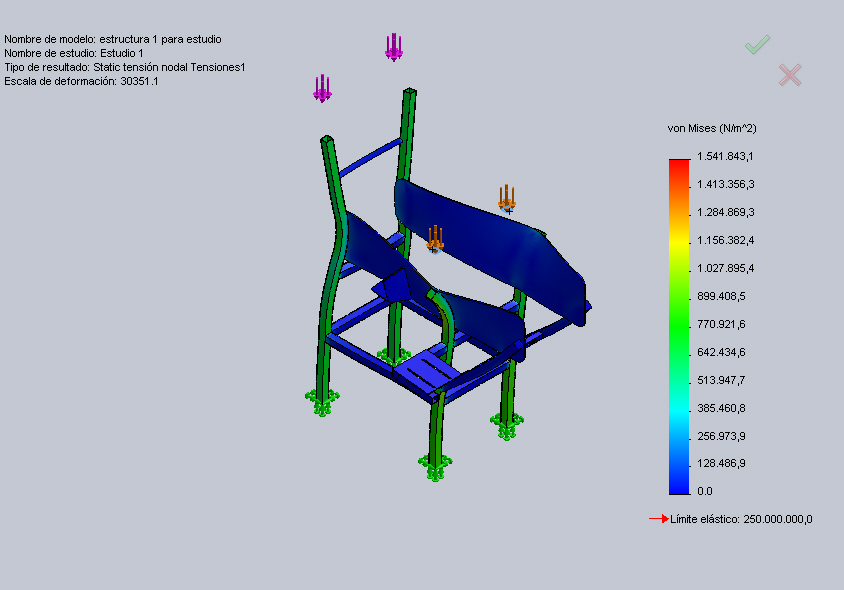 Nombre de modelo: estructura 1 para estudio
Nombre de estudio: Estudio 1
Tipo de resultado: Static tensión nodal Tensiones1
Escala de deformación: 30351.1
von Mises (N/m^2)
1.541.843,1
1.413.356,3
1.284.869,3
1.156.382,4
1.027.895,4
899.408,5
770.921,6
642.434,6
513.947,7
385.460,8
256.973,9
128.486,9
0.0
Límite elástico: 250.000.000,0